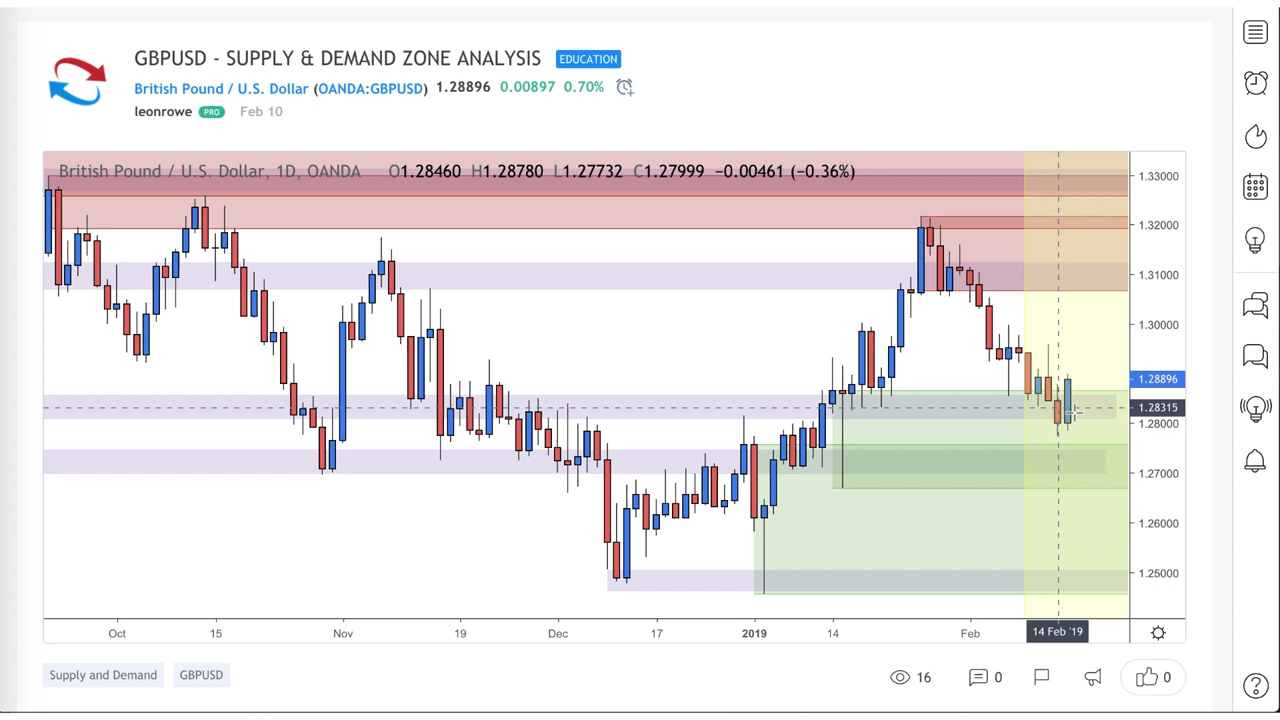 GBPUSD - SUPPLY & DEMAND ZONE ANALYSIS EDUCATION
British Pound / U.S. Dollar (OANDA:GBPUSD) 1.28896 0.00897 0.70%
leonrowe PRO Feb 10
British Pound / U.S. Dollar, 1D, OANDA O1.28460 H1.28780 L1.27732 C1.27999 −0.00461 (−0.36%)
1.33000
1.32000
1.31000
1.30000
1.28896
1.28315
1.28000
1.27000
1.26000
1.25000
Oct 15 Nov 19 Dec 17 2019 14 Feb 14 Feb '19
Supply and Demand GBPUSD 16 0 0